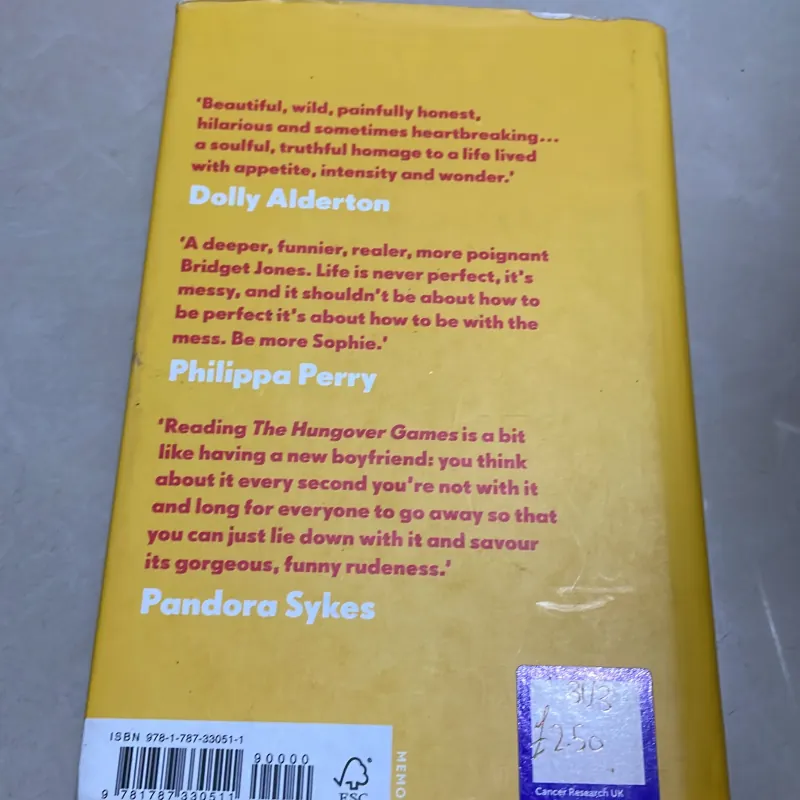 ‘Beautiful, wild, painfully honest,
hilarious and sometimes heartbreaking...
a soulful, truthful homage to a life lived
with appetite, intensity and wonder.’
Dolly Alderton
‘A deeper, funnier, realer, more poignant
Bridget Jones. Life is never perfect, it's
messy, and it shouldn't be about how to
be perfect it's about how to be with the
mess. Be more Sophie.’
Philippa Perry
‘Reading The Hungover Games is a bit
like having a new boyfriend: you think
about it every second you're not with it
and long for everyone to go away so that
you can just lie down with it and savour
its gorgeous, funny rudeness.’
Pandora Sykes
ISBN 978-1-787-33051-1
90000
9 781787 330511
FSC
MEMO
£2.50
Cancer Research UK